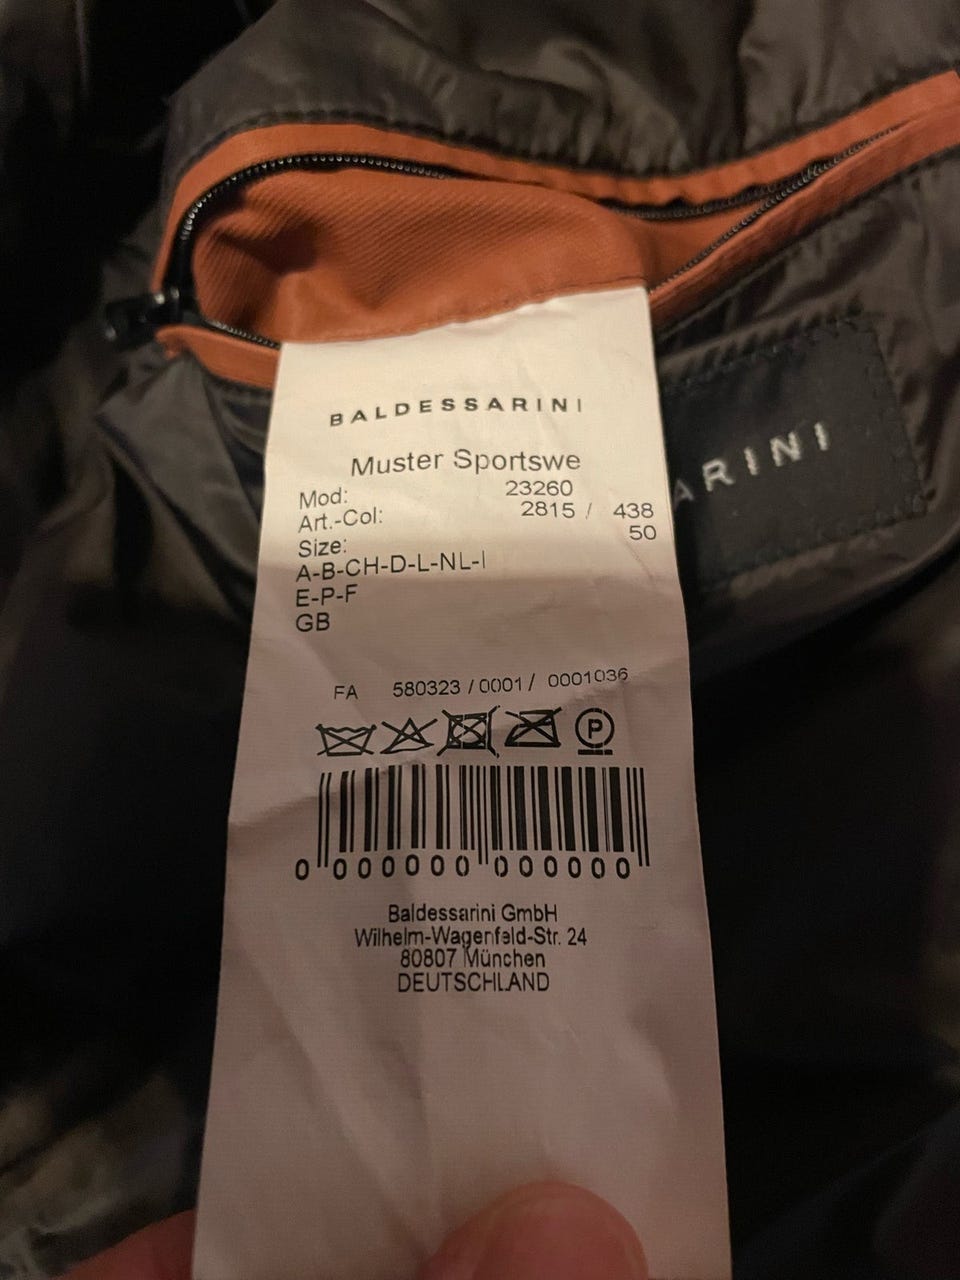 BALDESSARINI
Muster Sportswe
Mod: 23260
Art.-Col: 2815 / 438
Size: 50
A-B-CH-D-L-NL-I
E-P-F
GB
FA 580323 / 0001 / 0001036
P
0 000000 000000
Baldessarini GmbH
Wilhelm-Wagenfeld-Str. 24
80807 München
DEUTSCHLAND
ARINI